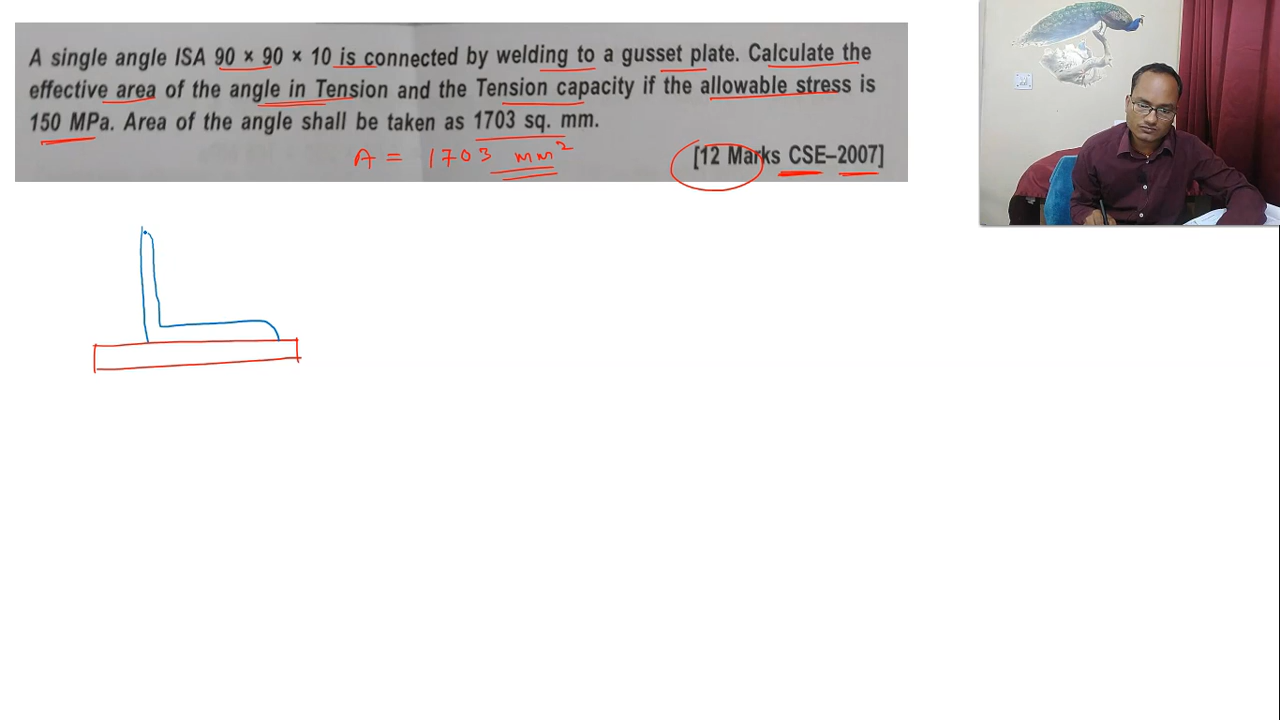 A single angle ISA 90 × 90 × 10 is connected by welding to a gusset plate. Calculate the
effective area of the angle in Tension and the Tension capacity if the allowable stress is
150 MPa. Area of the angle shall be taken as 1703 sq. mm.
A = 1703 mm²
[12 Marks CSE–2007]